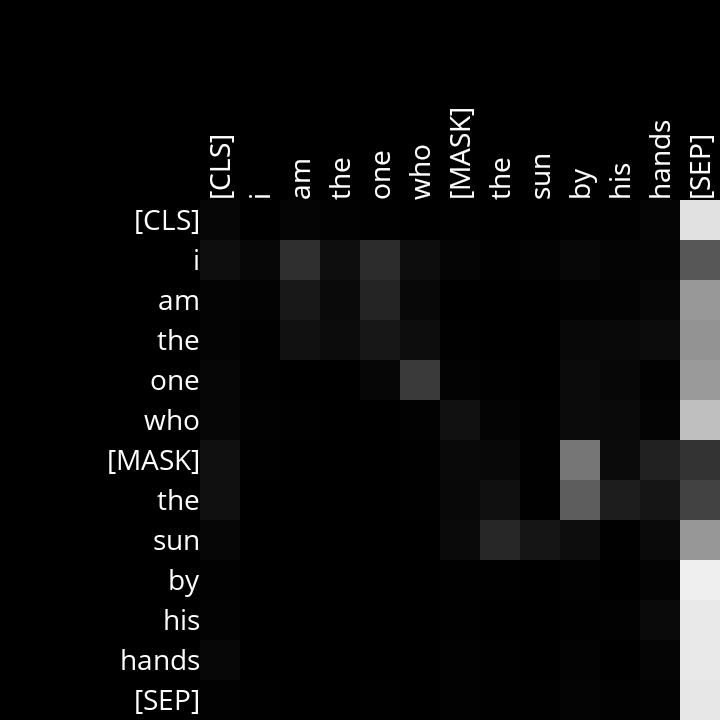 [CLS] i am the one who [MASK] the sun by his hands [SEP]
[CLS]
i
am
the
one
who
[MASK]
the
sun
by
his
hands
[SEP]